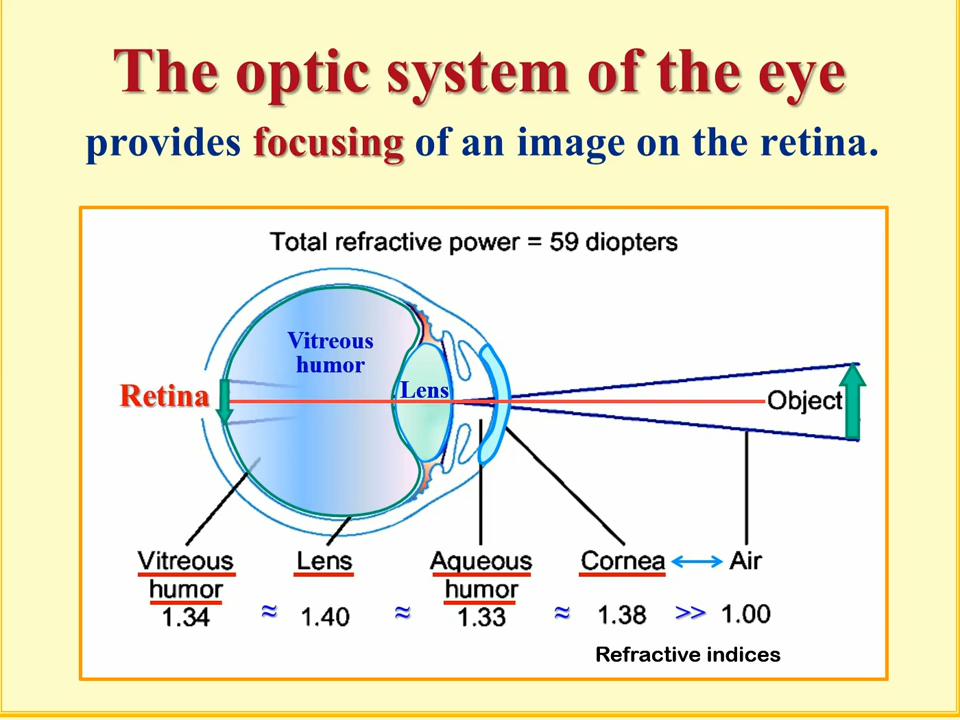 The optic system of the eye
provides focusing of an image on the retina.
Total refractive power = 59 diopters
Vitreous
humor
Retina
Lens
Object
Vitreous
humor
1.34
≈
Lens
1.40
≈
Aqueous
humor
1.33
≈
Cornea
1.38
>>
Air
1.00
Refractive indices